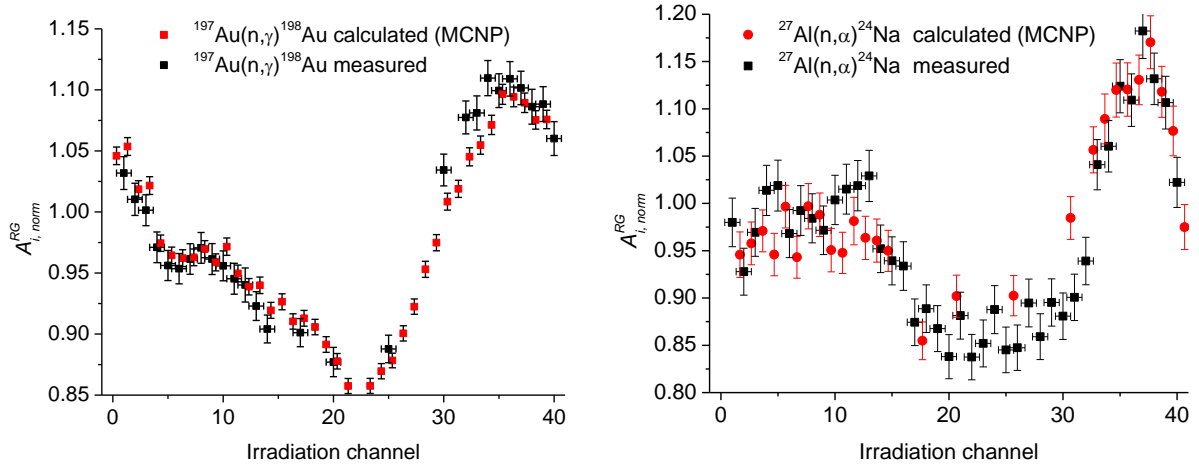 ¹⁹⁷Au(n,γ)¹⁹⁸Au calculated (MCNP)
¹⁹⁷Au(n,γ)¹⁹⁸Au measured
1.15
1.10
1.05
1.00
0.95
0.90
0.85
A^{RG}_{i, norm}
0 10 20 30 40
Irradiation channel
²⁷Al(n,α)²⁴Na calculated (MCNP)
²⁷Al(n,α)²⁴Na measured
1.20
1.15
1.10
1.05
1.00
0.95
0.90
0.85
0.80
A^{RG}_{i, norm}
0 10 20 30 40
Irradiation channel